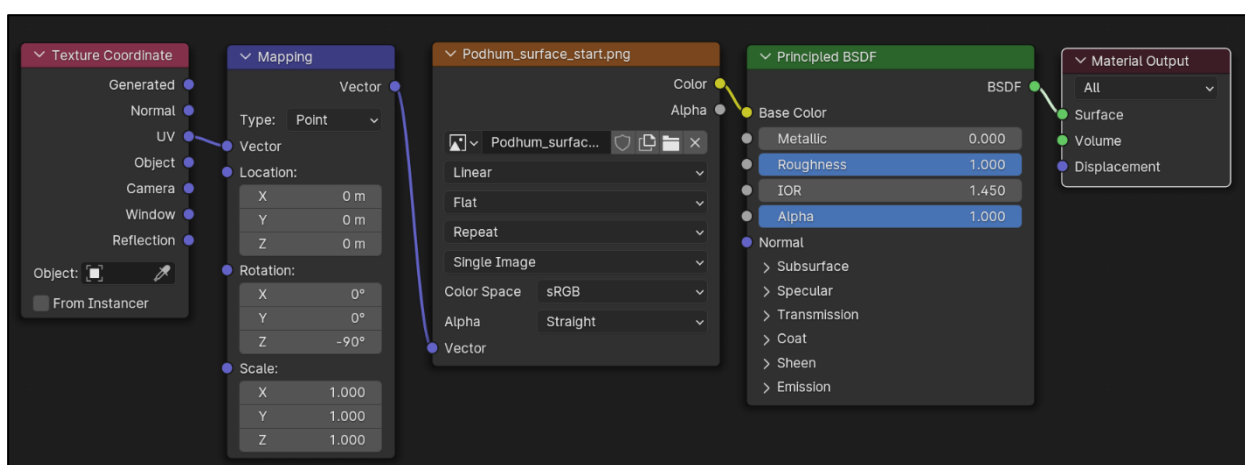 Texture Coordinate
Generated
Normal
UV
Object
Camera
Window
Reflection
Object:
From Instancer
Mapping
Vector
Type: Point
Vector
Location:
X 0 m
Y 0 m
Z 0 m
Rotation:
X 0°
Y 0°
Z -90°
Scale:
X 1.000
Y 1.000
Z 1.000
Podhum_surface_start.png
Color
Alpha
Podhum_surfac...
Linear
Flat
Repeat
Single Image
Color Space sRGB
Alpha Straight
Vector
Principled BSDF
BSDF
Base Color
Metallic 0.000
Roughness 1.000
IOR 1.450
Alpha 1.000
Normal
Subsurface
Specular
Transmission
Coat
Sheen
Emission
Material Output
All
Surface
Volume
Displacement